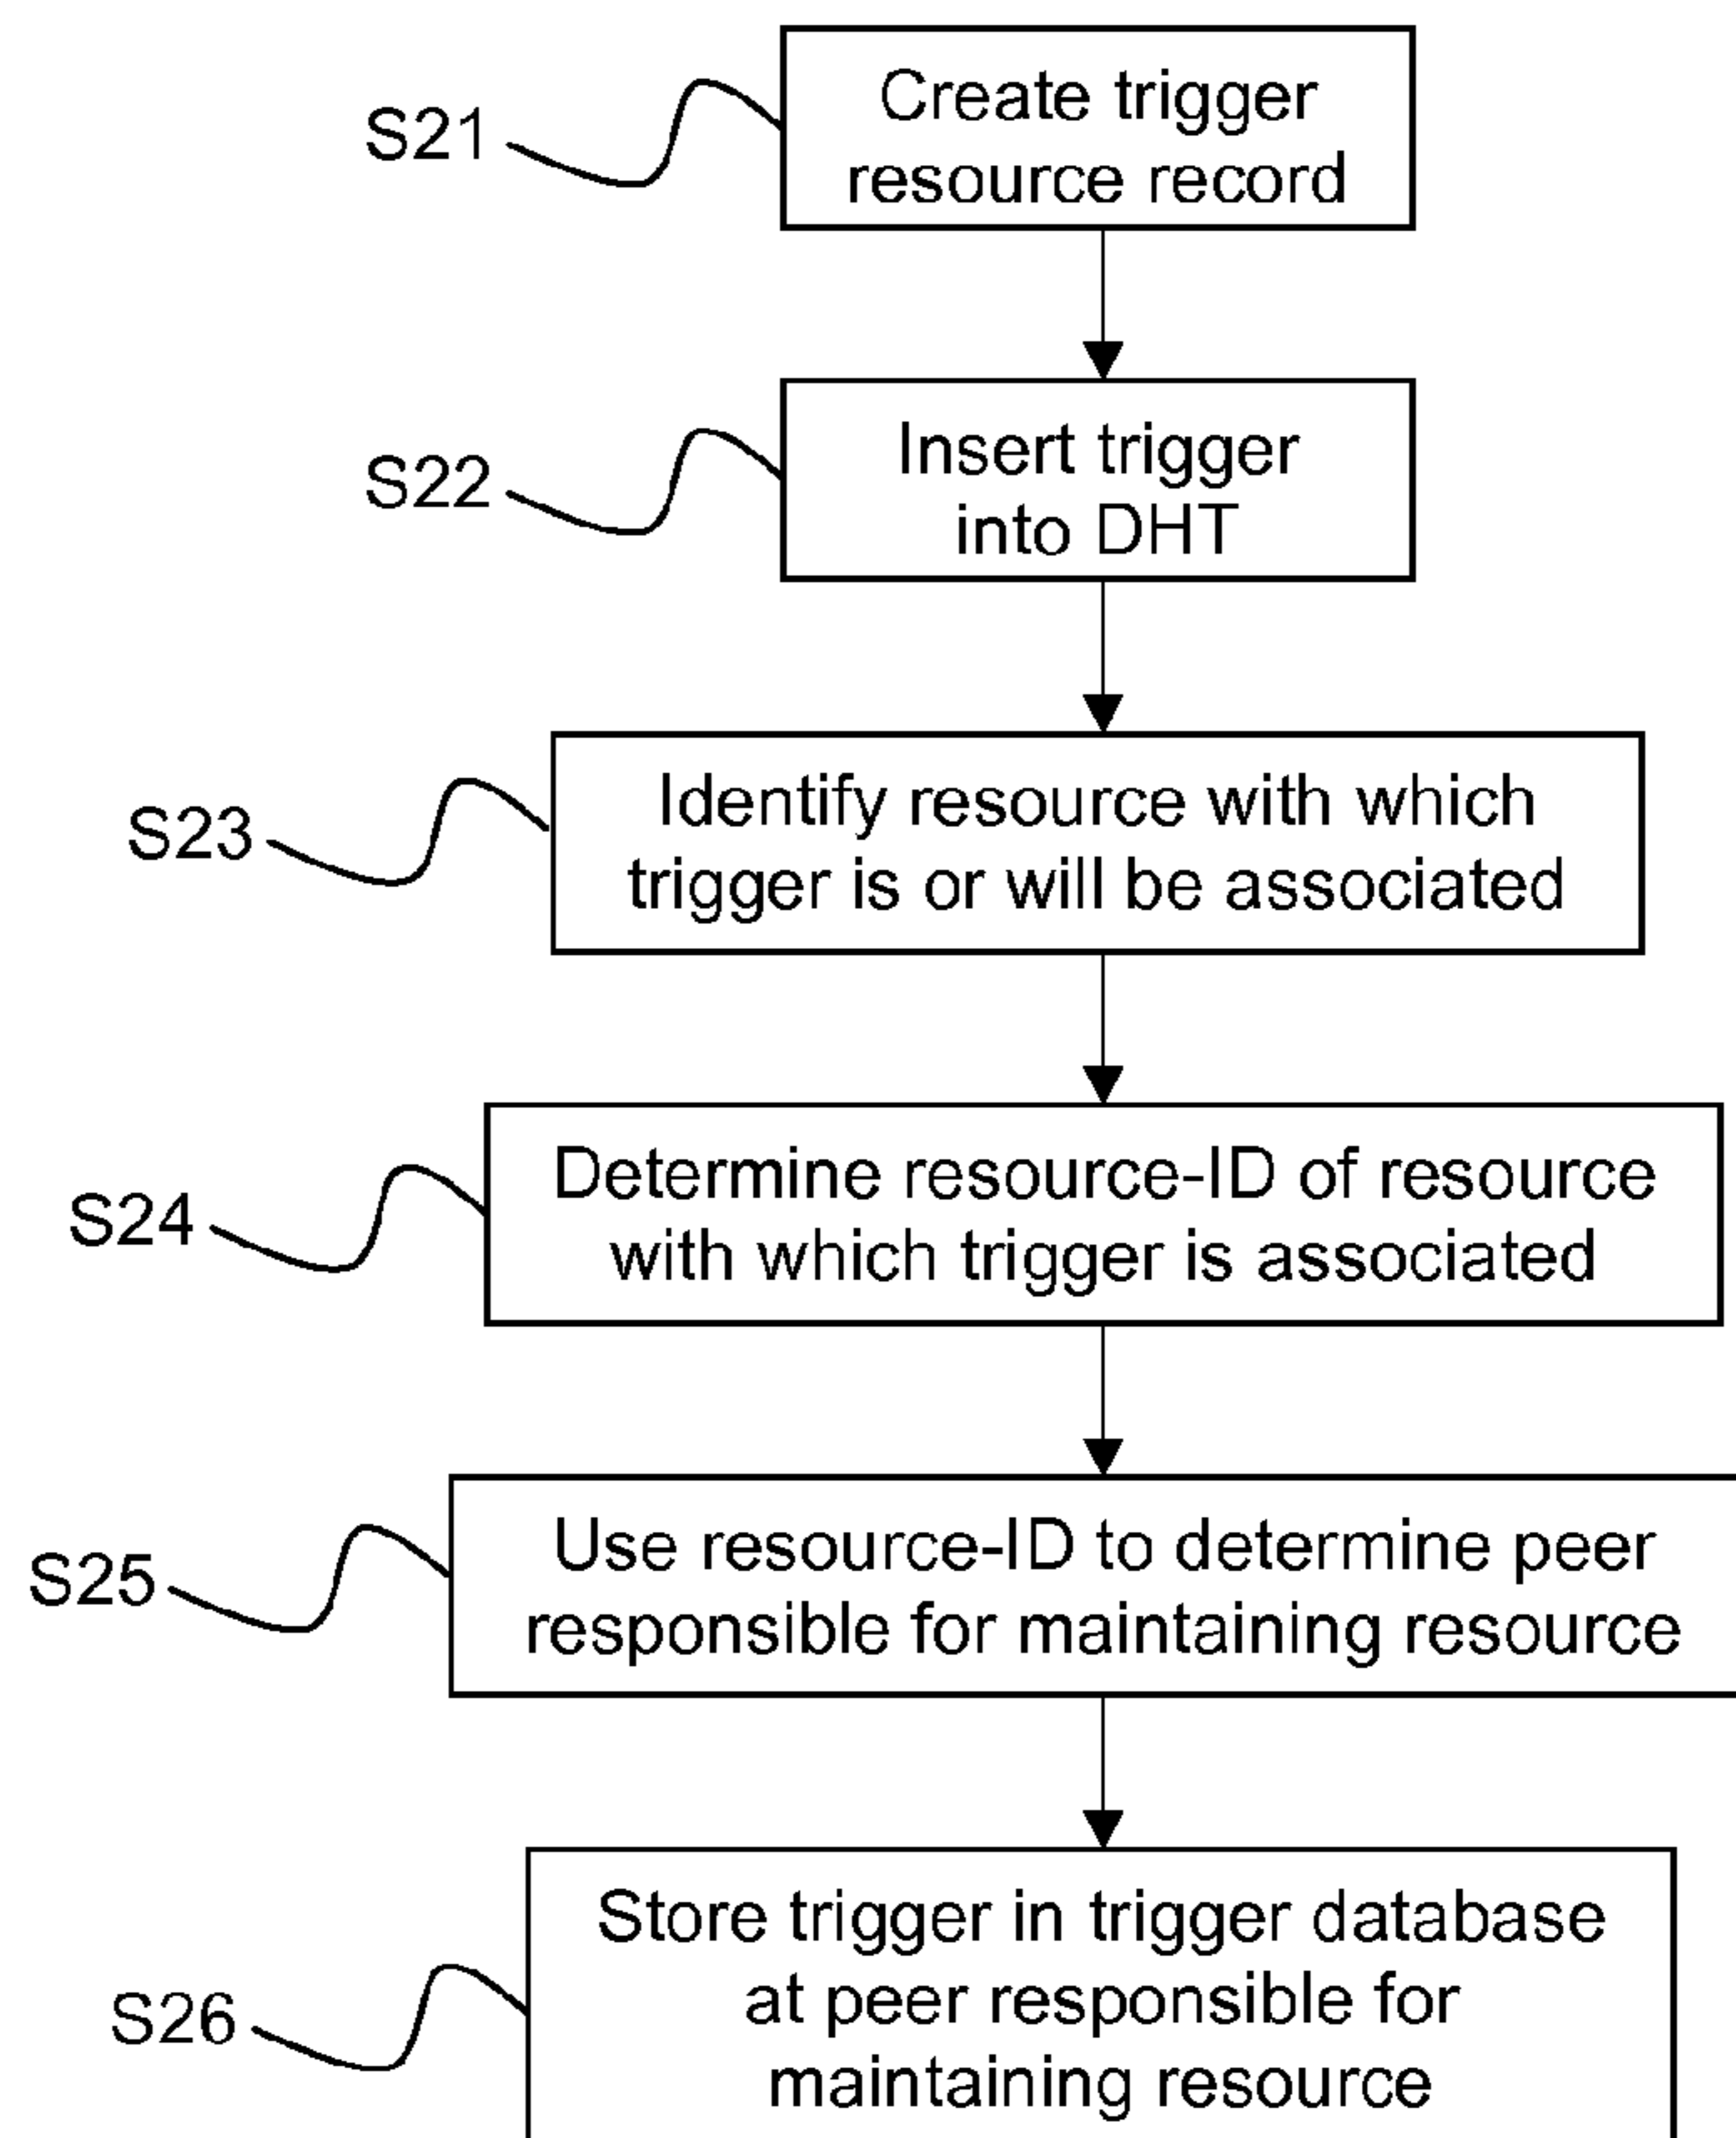 S21
Create trigger
resource record
S22
Insert trigger
into DHT
S23
Identify resource with which
trigger is or will be associated
S24
Determine resource-ID of resource
with which trigger is associated
S25
Use resource-ID to determine peer
responsible for maintaining resource
S26
Store trigger in trigger database
at peer responsible for
maintaining resource